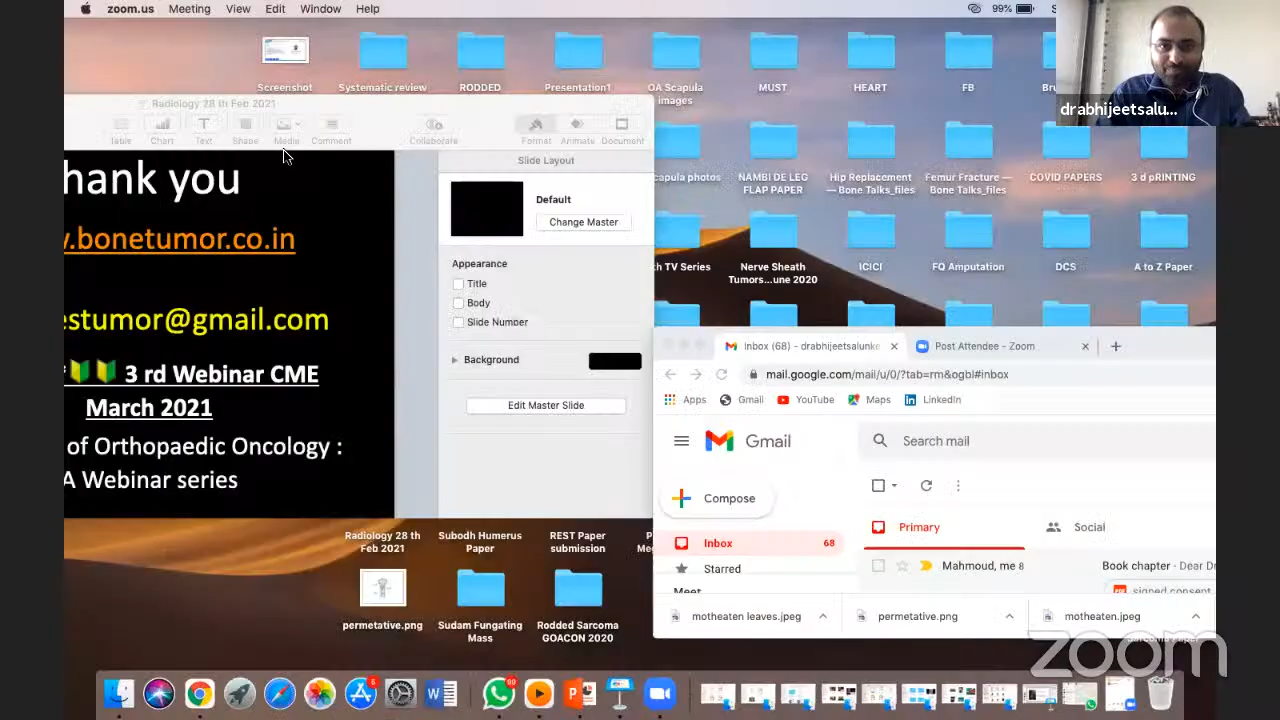 zoom.us Meeting View Edit Window Help
99%
drabhijeetsalu...
Screenshot Systematic review RODDED Presentation1 OA Scapula images MUST HEART FB
Radiology 28 th Feb 2021
Table Chart Text Shape Media Comment Collaborate Format Animate Document
Slide Layout
Default
Change Master
Appearance
Title
Body
Slide Number
Background
Edit Master Slide
hank you
.bonetumor.co.in
estumor@gmail.com
3 rd Webinar CME
March 2021
of Orthopaedic Oncology :
A Webinar series
capula photos NAMBI DE LEG FLAP PAPER Hip Replacement — Bone Talks_files Femur Fracture — Bone Talks_files COVID PAPERS 3 d pRINTING
th TV Series Nerve Sheath Tumors...une 2020 ICICI FQ Amputation DCS A to Z Paper
Inbox (68) - drabhijeetsalunke Post Attendee - Zoom
mail.google.com/mail/u/0/?tab=rm&ogbl#inbox
Apps Gmail YouTube Maps LinkedIn
Gmail
Search mail
Compose
Primary Social
Inbox 68
Starred
Mahmoud, me 8 Book chapter - Dear Dr
Meet
signed consent
motheaten leaves.jpeg permetative.png motheaten.jpeg
Radiology 28 th Feb 2021 Subodh Humerus Paper REST Paper submission
permetative.png Sudam Fungating Mass Rodded Sarcoma GOACON 2020
zoom